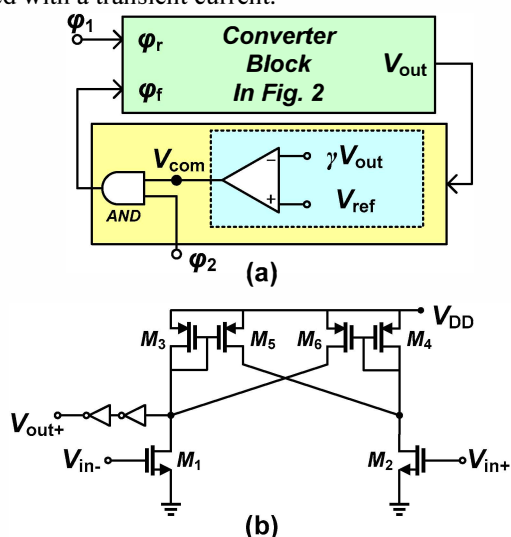 ed with a transient current.
φ1
φr
Converter
Block
In Fig. 2
Vout
φf
Vcom
AND
− γVout
+ Vref
φ2
(a)
VDD
M3 M5 M6 M4
Vout+
Vin- M1 M2 Vin+
(b)